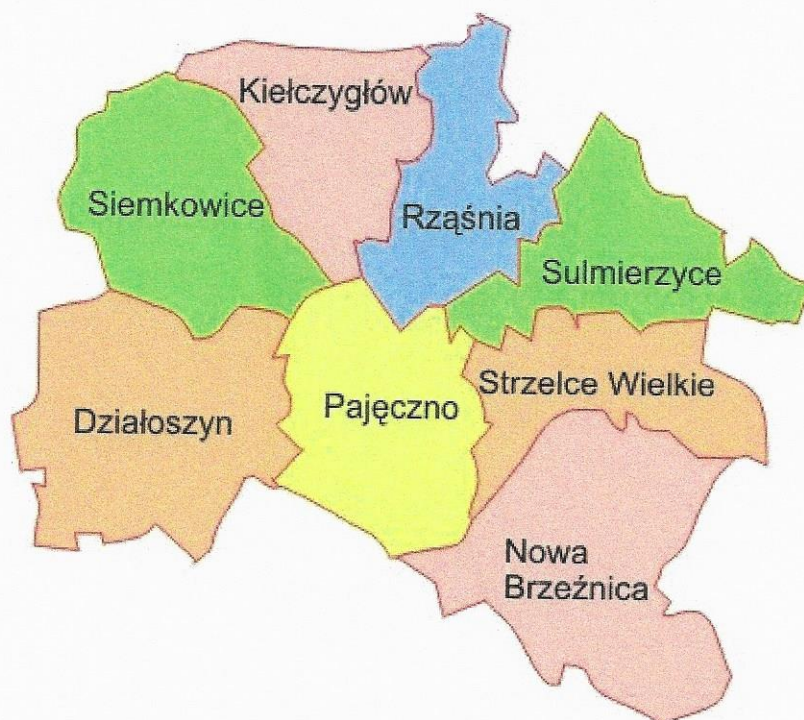 Kiełczygłów
Siemkowice
Rząśnia
Sulmierzyce
Działoszyn
Pajęczno
Strzelce Wielkie
Nowa
Brzeźnica